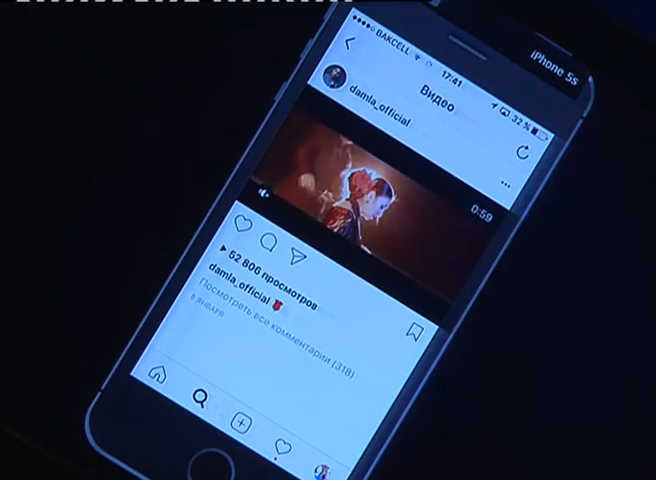 iPhone 5s
BAKCELL 17:41 32 %
Видео
damla_official
0:59
52 806 просмотров
damla_official
Посмотреть все комментарии (318)
8 ЯНВАРЯ